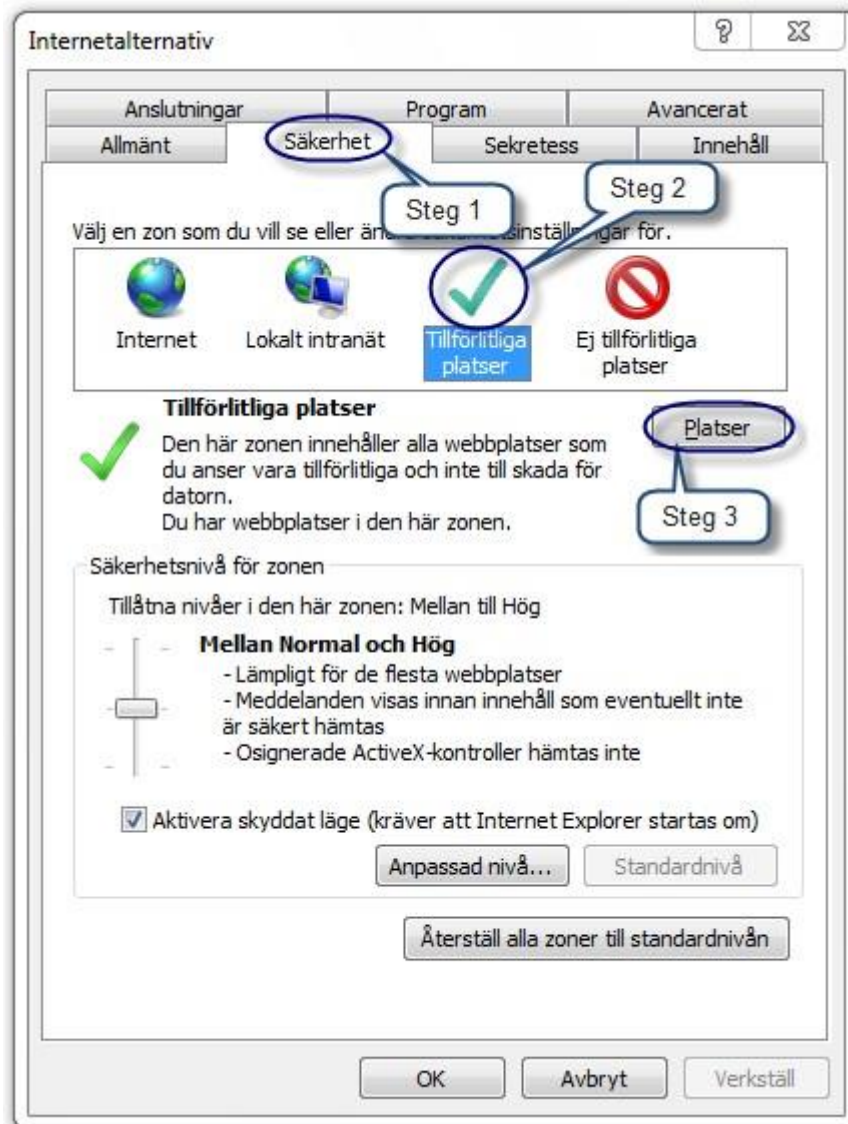 Internetalternativ
Anslutningar Program Avancerat
Allmänt Säkerhet Sekretess Innehåll
Steg 1
Steg 2
Välj en zon som du vill se eller ändra säkerhetsinställningar för.
Internet
Lokalt intranät
Tillförlitliga
platser
Ej tillförlitliga
platser
Tillförlitliga platser
Platser
Den här zonen innehåller alla webbplatser som
du anser vara tillförlitliga och inte till skada för
datorn.
Du har webbplatser i den här zonen.
Steg 3
Säkerhetsnivå för zonen
Tillåtna nivåer i den här zonen: Mellan till Hög
Mellan Normal och Hög
- Lämpligt för de flesta webbplatser
- Meddelanden visas innan innehåll som eventuellt inte
är säkert hämtas
- Osignerade ActiveX-kontroller hämtas inte
Aktivera skyddat läge (kräver att Internet Explorer startas om)
Anpassad nivå... Standardnivå
Återställ alla zoner till standardnivån
OK Avbryt Verkställ